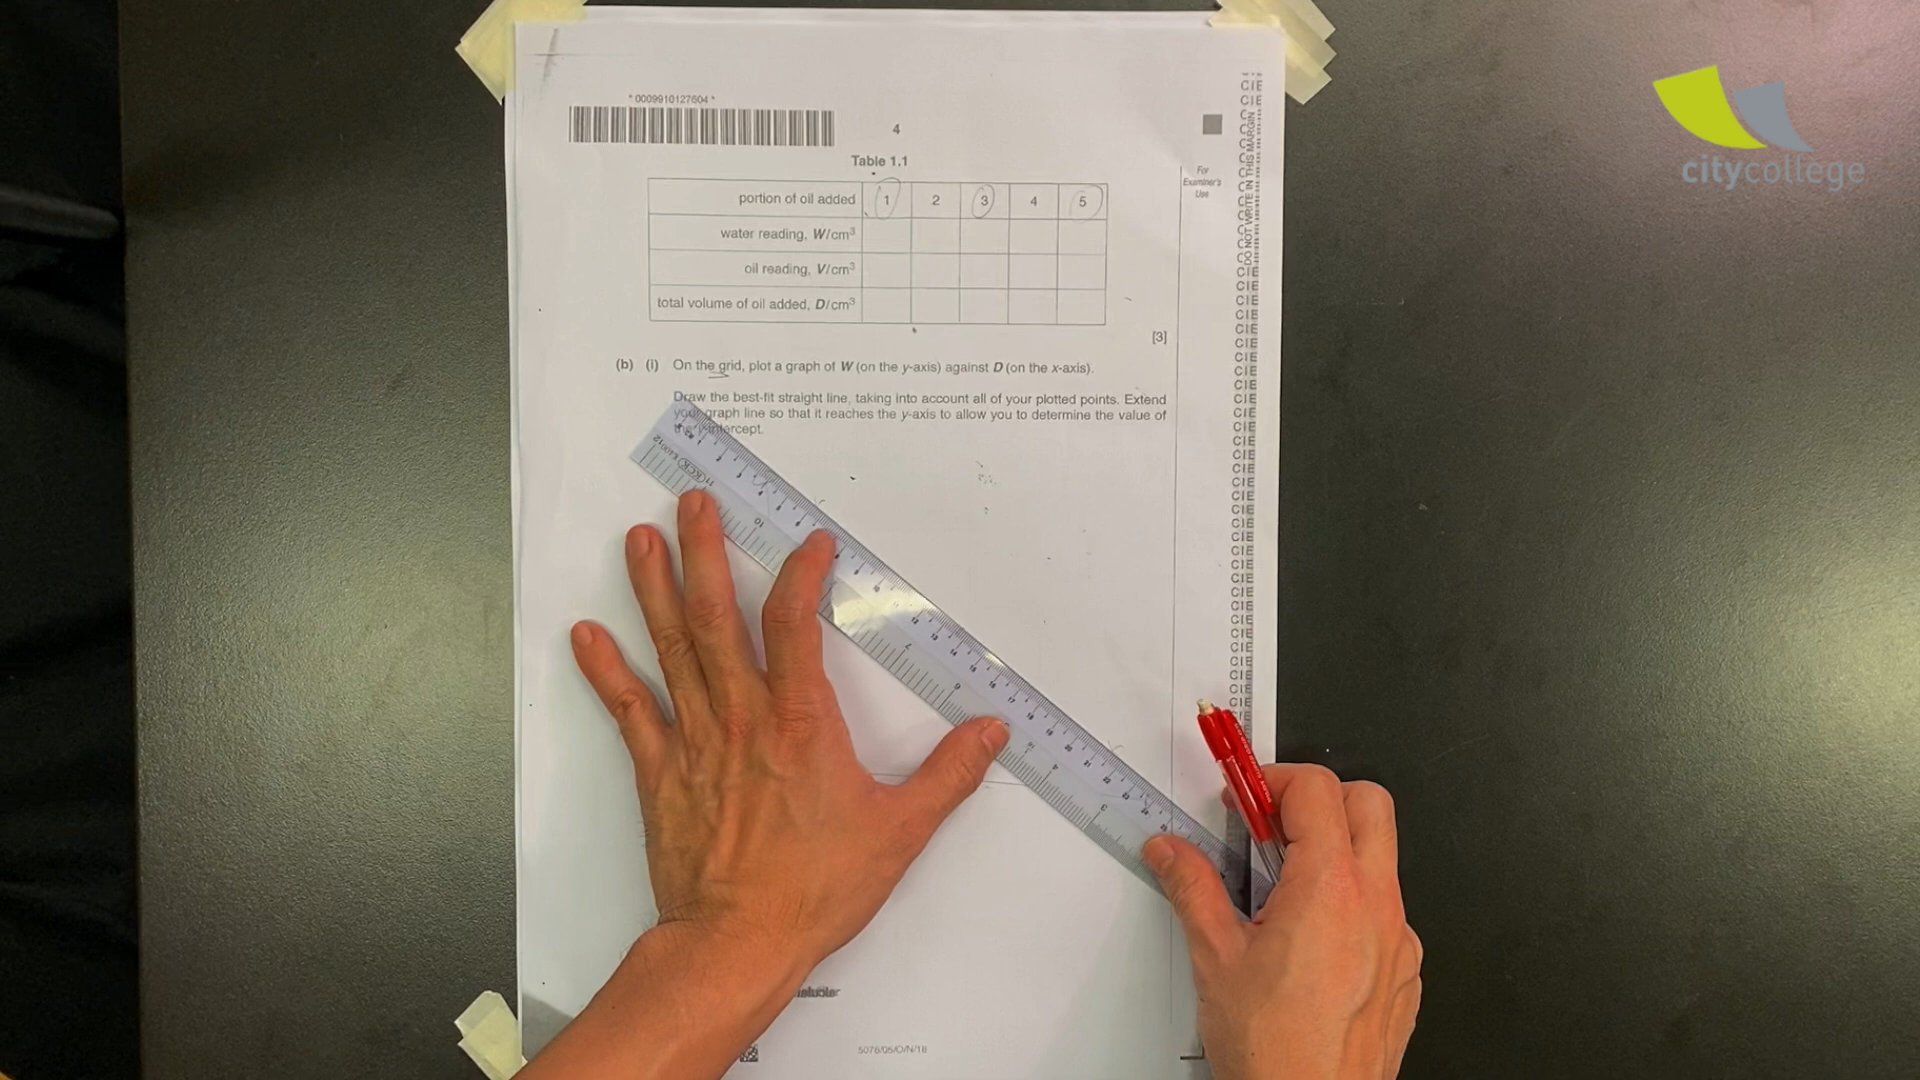 citycollege
* 0009910127604 *
4
Table 1.1
For
Examiner's
Use
portion of oil added 1 2 3 4 5
water reading, W/cm³
oil reading, V/cm³
total volume of oil added, D/cm³
[3]
(b) (i) On the grid, plot a graph of W (on the y-axis) against D (on the x-axis).
Draw the best-fit straight line, taking into account all of your plotted points. Extend
your graph line so that it reaches the y-axis to allow you to determine the value of
the y-intercept.
DO NOT WRITE IN THIS MARGIN
5076/05/O/N/18